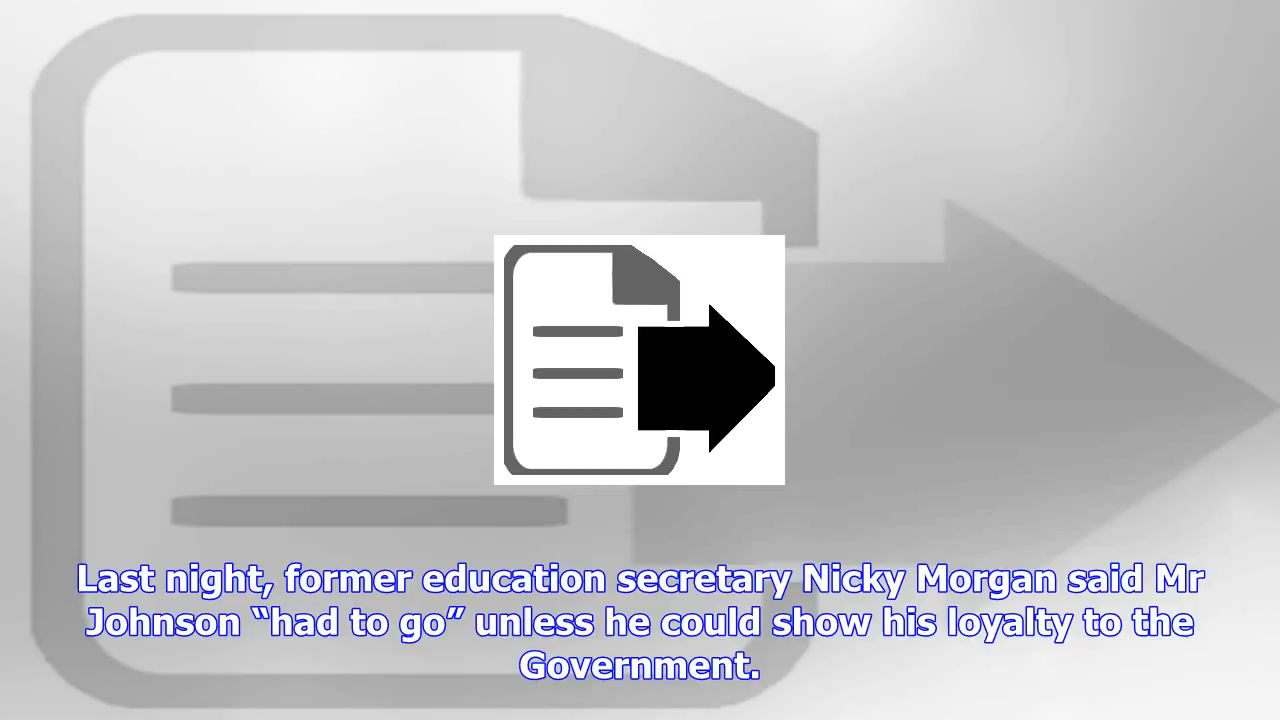 Last night, former education secretary Nicky Morgan said Mr
Johnson “had to go” unless he could show his loyalty to the
Government.